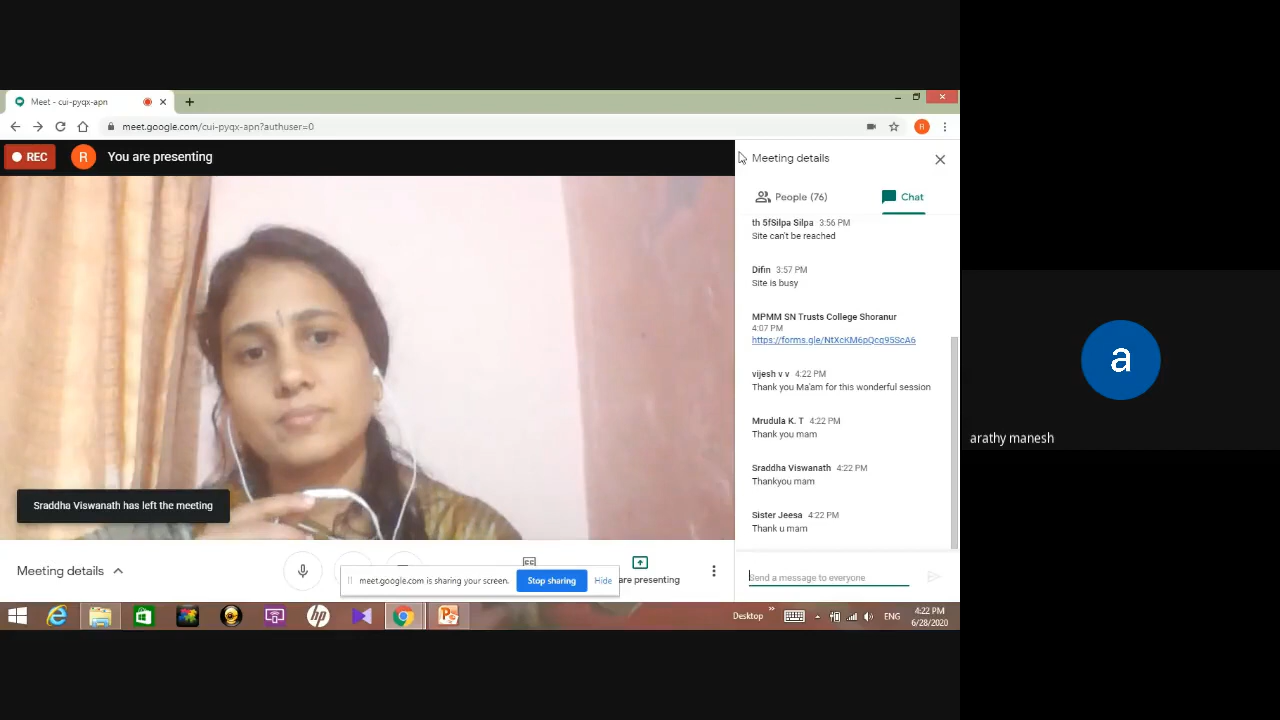 Meet - cui-pyqx-apn
meet.google.com/cui-pyqx-apn?authuser=0
R
REC
R
You are presenting
Meeting details
People (76)
Chat
th 5fSilpa Silpa 3:56 PM
Site can't be reached
Difin 3:57 PM
Site is busy
MPMM SN Trusts College Shoranur
4:07 PM
https://forms.gle/NtXcKM6pQcq95ScA6
vijesh v v 4:22 PM
Thank you Ma'am for this wonderful session
Mrudula K. T 4:22 PM
Thank you mam
Sraddha Viswanath 4:22 PM
Thankyou mam
Sister Jeesa 4:22 PM
Thank u mam
Send a message to everyone
Sraddha Viswanath has left the meeting
Meeting details
meet.google.com is sharing your screen.
Stop sharing
Hide
are presenting
hp
Desktop
ENG
4:22 PM
6/28/2020
a
arathy manesh